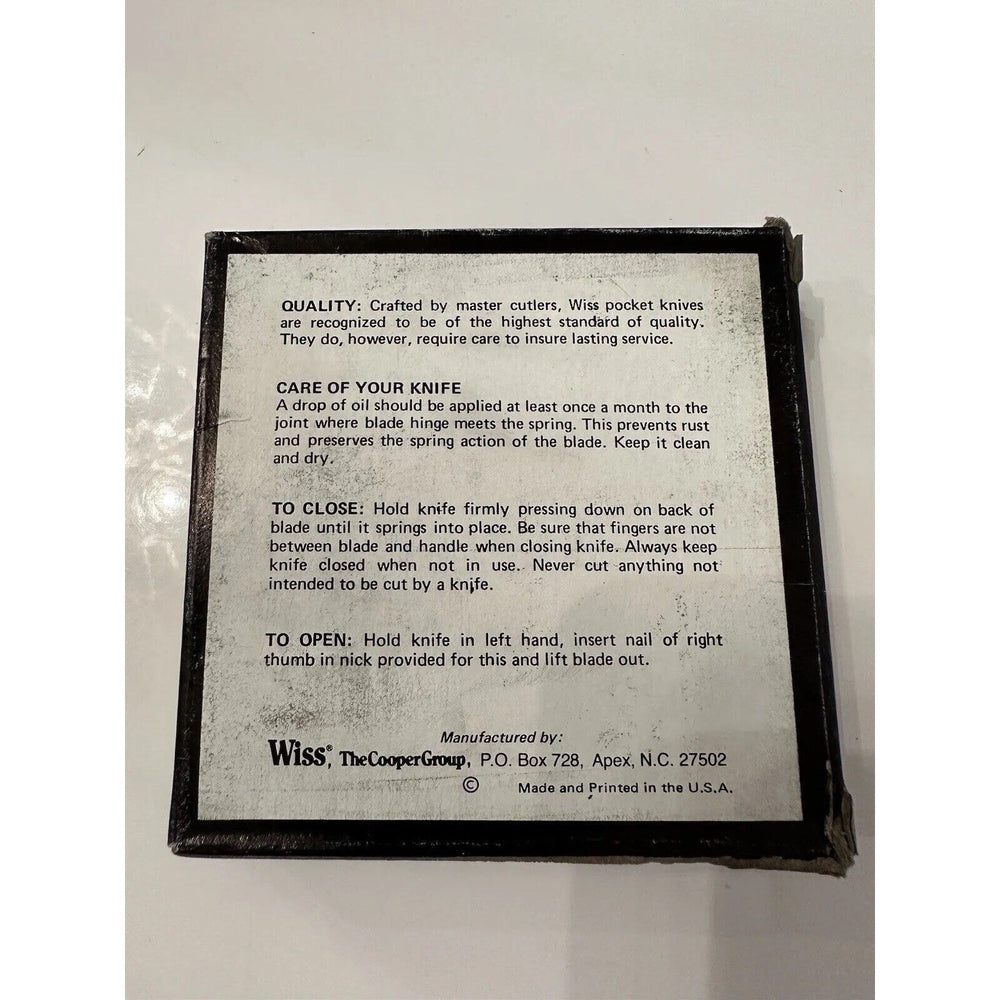 QUALITY: Crafted by master cutlers, Wiss pocket knives
are recognized to be of the highest standard of quality.
They do, however, require care to insure lasting service.
CARE OF YOUR KNIFE
A drop of oil should be applied at least once a month to the
joint where blade hinge meets the spring. This prevents rust
and preserves the spring action of the blade. Keep it clean
and dry.
TO CLOSE: Hold knife firmly pressing down on back of
blade until it springs into place. Be sure that fingers are not
between blade and handle when closing knife. Always keep
knife closed when not in use. Never cut anything not
intended to be cut by a knife.
TO OPEN: Hold knife in left hand, insert nail of right
thumb in nick provided for this and lift blade out.
Manufactured by:
Wiss®, TheCooperGroup, P.O. Box 728, Apex, N.C. 27502
© Made and Printed in the U.S.A.